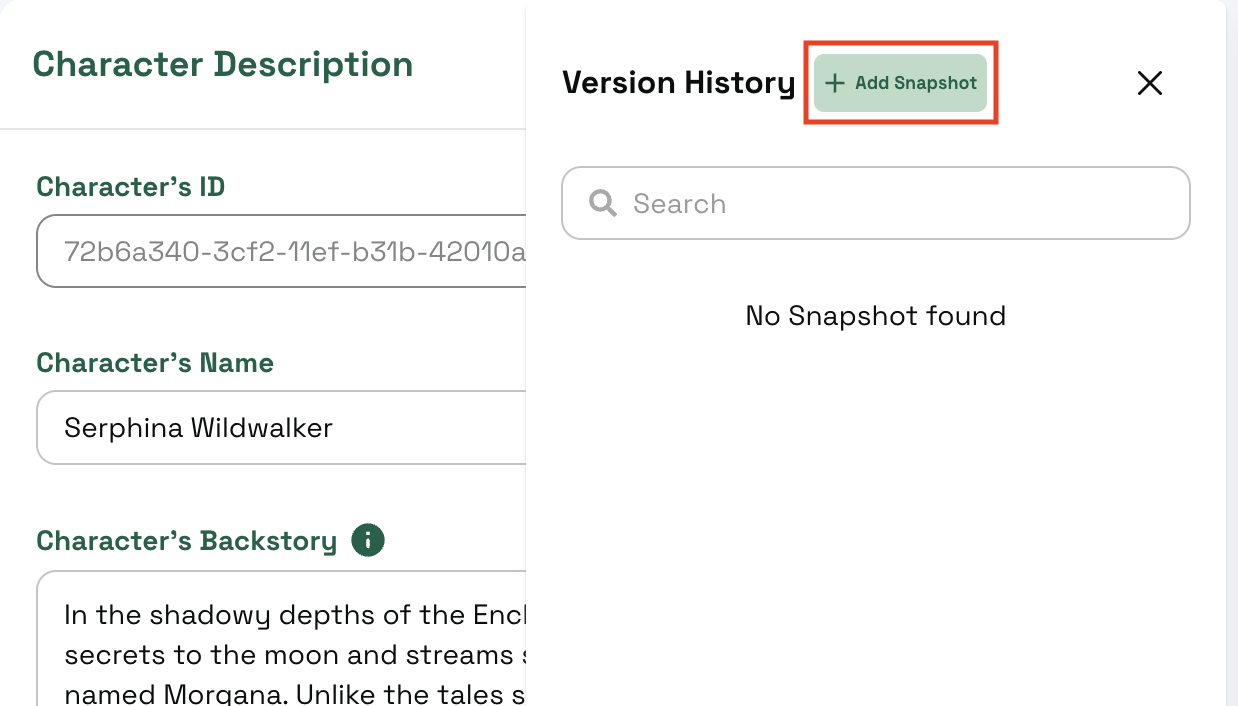 Character Description
Character's ID
72b6a340-3cf2-11ef-b31b-42010a
Character's Name
Serphina Wildwalker
Character's Backstory
In the shadowy depths of the
secrets to the moon and streams
named Morgana. Unlike the tales
Version History
+ Add Snapshot
Search
No Snapshot found